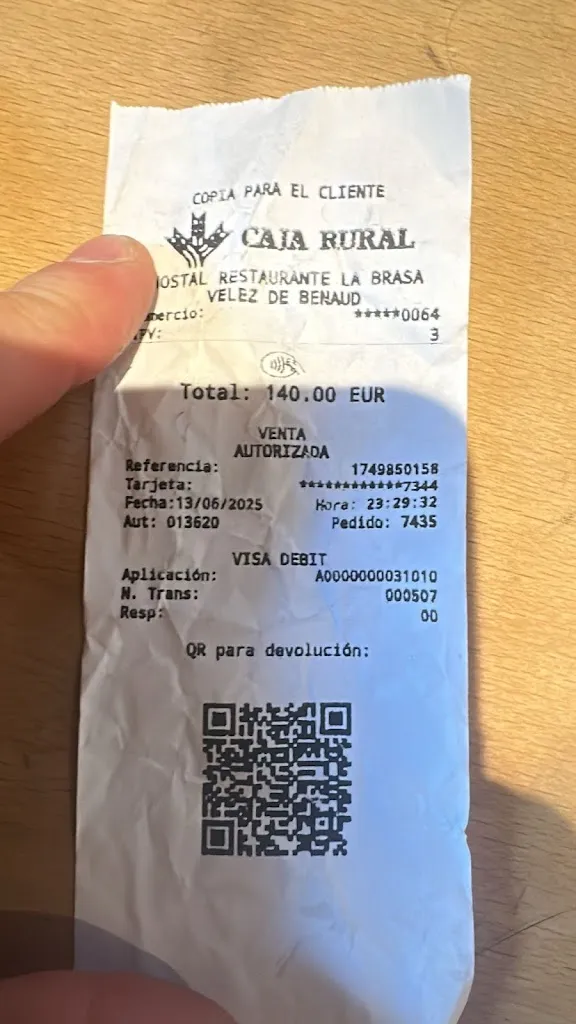 COPIA PARA EL CLIENTE
CAJA RURAL
HOSTAL RESTAURANTE LA BRASA
VELEZ DE BENAUD
mercio: *****0064
PV: 3
Total: 140.00 EUR
VENTA
AUTORIZADA
Referencia: 1749850158
Tarjeta: ************7344
Fecha:13/06/2025 Hora: 23:29:32
Aut: 013620 Pedido: 7435
VISA DEBIT
Aplicación: A0000000031010
N. Trans: 000507
Resp: 00
QR para devolución: